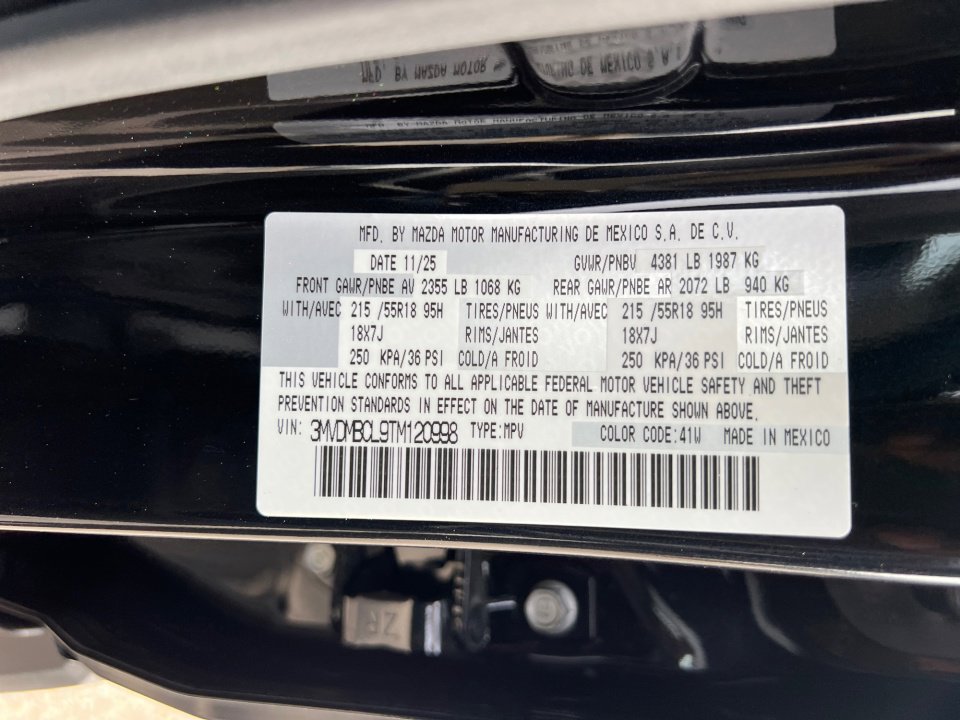 MFD. BY MAZDA MOTOR MANUFACTURING DE MEXICO S.A. DE C.V.
DATE 11/25 GVWR/PNBV 4381 LB 1987 KG
FRONT GAWR/PNBE AV 2355 LB 1068 KG REAR GAWR/PNBE AR 2072 LB 940 KG
WITH/AVEC 215 /55R18 95H TIRES/PNEUS WITH/AVEC 215 /55R18 95H TIRES/PNEUS
18X7J RIMS/JANTES 18X7J RIMS/JANTES
250 KPA/36 PSI COLD/A FROID 250 KPA/36 PSI COLD/A FROID
THIS VEHICLE CONFORMS TO ALL APPLICABLE FEDERAL MOTOR VEHICLE SAFETY AND THEFT
PREVENTION STANDARDS IN EFFECT ON THE DATE OF MANUFACTURE SHOWN ABOVE.
VIN: 3MVDMBCL9TM120998 TYPE:MPV COLOR CODE:41W MADE IN MEXICO